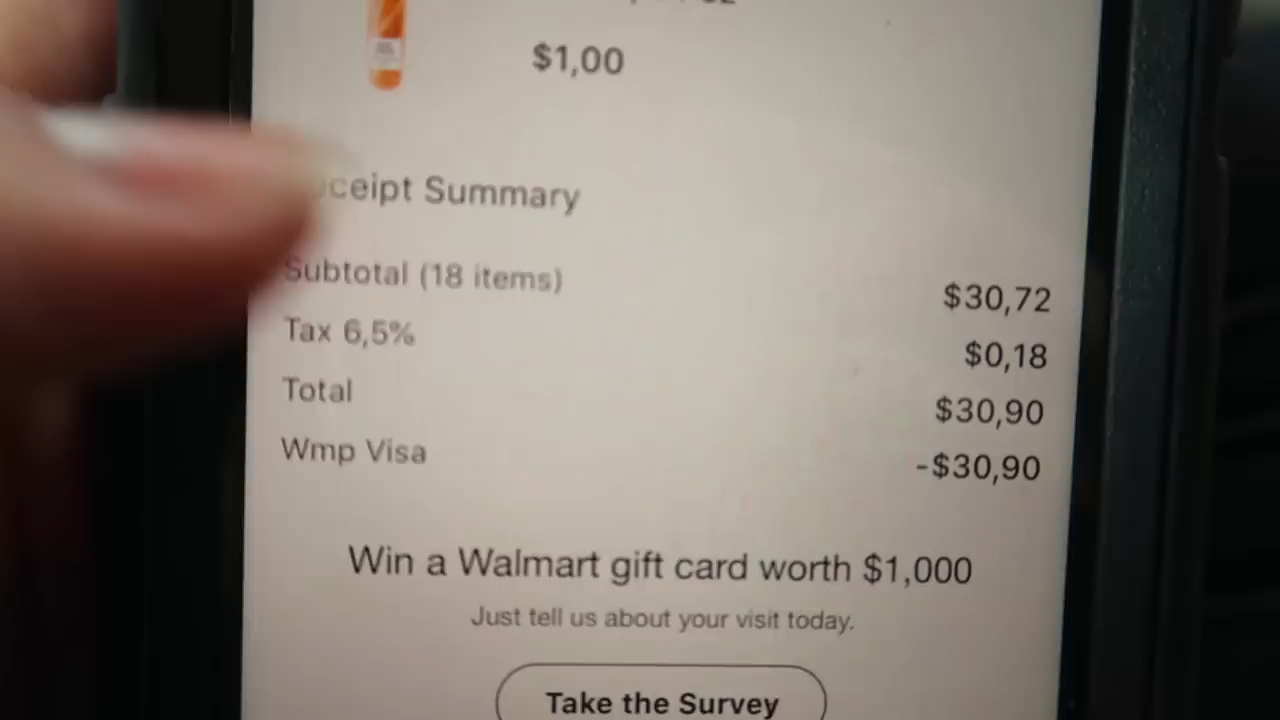 $1,00
Receipt Summary
Subtotal (18 items) $30,72
Tax 6,5% $0,18
Total $30,90
Wmp Visa -$30,90
Win a Walmart gift card worth $1,000
Just tell us about your visit today.
Take the Survey